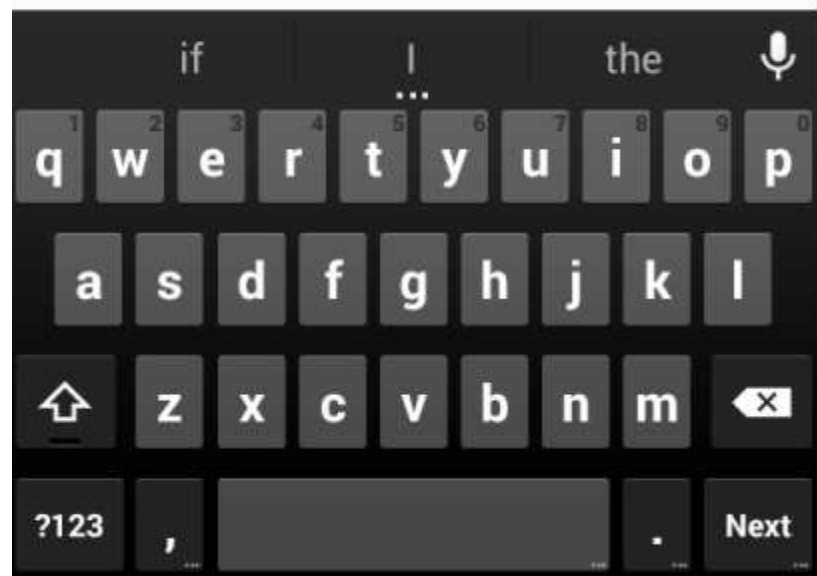 if I the
1 2 3 4 5 6 7 8 9 0
q w e r t y u i o p
a s d f g h j k l
z x c v b n m
?123 , . Next